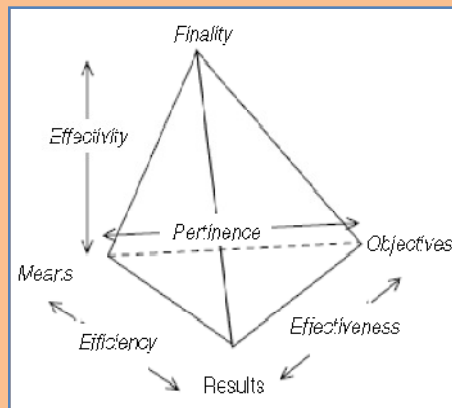 Finality
Effectivity
Pertinence
Objectives
Means
Effectiveness
Efficiency
Results